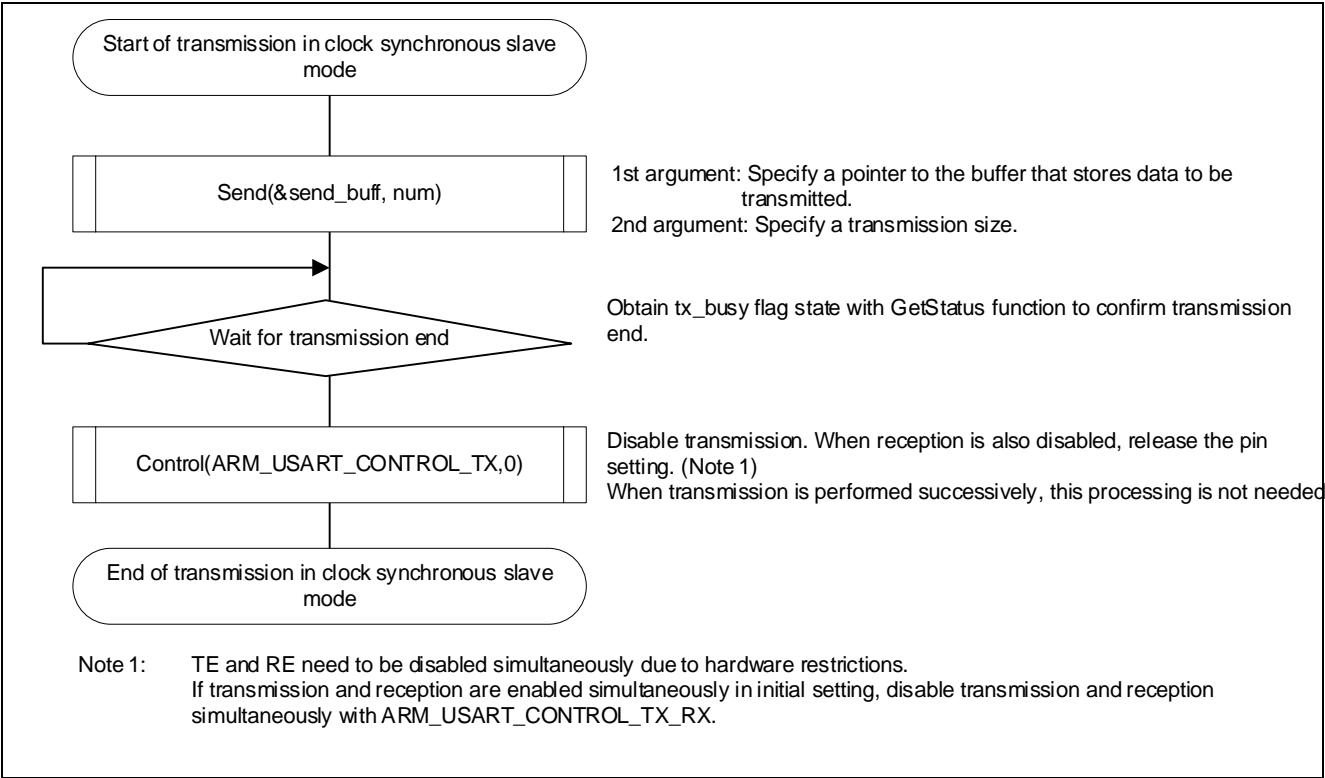 Start of transmission in clock synchronous slave
mode
Send(&send_buff, num)
1st argument: Specify a pointer to the buffer that stores data to be
transmitted.
2nd argument: Specify a transmission size.
Wait for transmission end
Obtain tx_busy flag state with GetStatus function to confirm transmission
end.
Control(ARM_USART_CONTROL_TX,0)
Disable transmission. When reception is also disabled, release the pin
setting. (Note 1)
When transmission is performed successively, this processing is not needed
End of transmission in clock synchronous slave
mode
Note 1: TE and RE need to be disabled simultaneously due to hardware restrictions.
If transmission and reception are enabled simultaneously in initial setting, disable transmission and reception
simultaneously with ARM_USART_CONTROL_TX_RX.